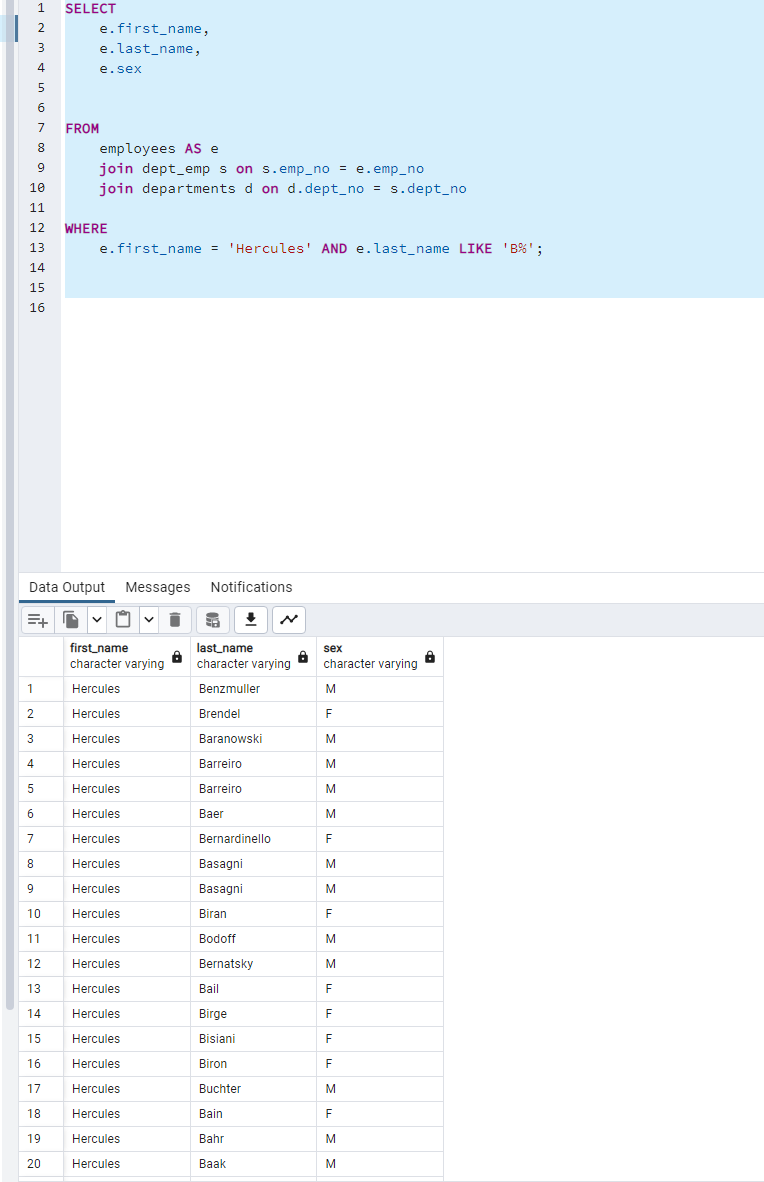 1 SELECT
2 e.first_name,
3 e.last_name,
4 e.sex
5
6
7 FROM
8 employees AS e
9 join dept_emp s on s.emp_no = e.emp_no
10 join departments d on d.dept_no = s.dept_no
11
12 WHERE
13 e.first_name = 'Hercules' AND e.last_name LIKE 'B%';
14
15
16
Data Output Messages Notifications
first_name last_name sex
character varying character varying character varying
1 Hercules Benzmuller M
2 Hercules Brendel F
3 Hercules Baranowski M
4 Hercules Barreiro M
5 Hercules Barreiro M
6 Hercules Baer M
7 Hercules Bernardinello F
8 Hercules Basagni M
9 Hercules Basagni M
10 Hercules Biran F
11 Hercules Bodoff M
12 Hercules Bernatsky M
13 Hercules Bail F
14 Hercules Birge F
15 Hercules Bisiani F
16 Hercules Biron F
17 Hercules Buchter M
18 Hercules Bain F
19 Hercules Bahr M
20 Hercules Baak M